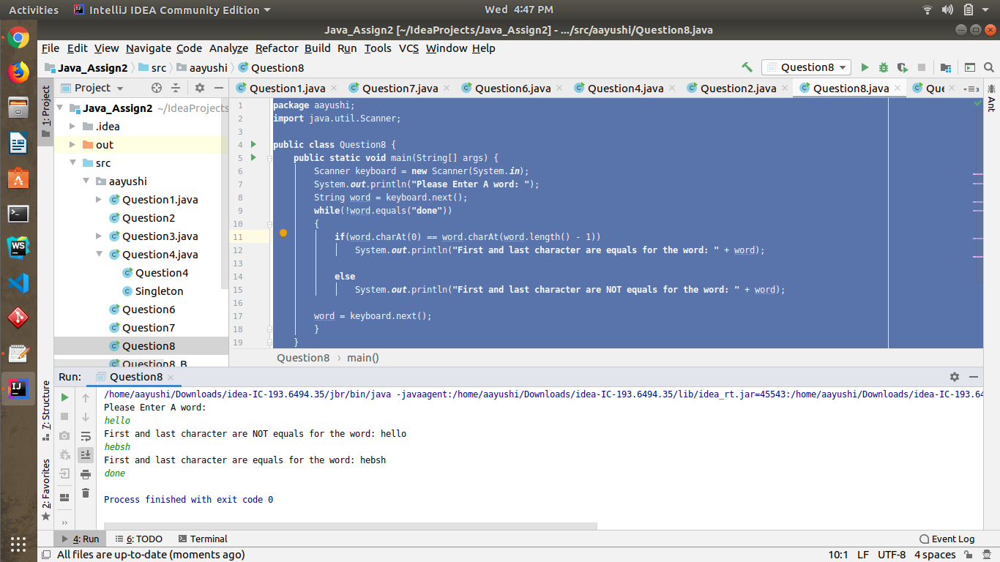 Activities IntelliJ IDEA Community Edition Wed 4:47 PM
Java_Assign2 [~/IdeaProjects/Java_Assign2] - .../src/aayushi/Question8.java
File Edit View Navigate Code Analyze Refactor Build Run Tools VCS Window Help
Java_Assign2 src aayushi Question8 Question8
1: Project
Project
Question1.java Question7.java Question6.java Question4.java Question2.java Question8.java Que
Ant
Java_Assign2 ~/IdeaProjects
.idea
out
src
aayushi
Question1.java
Question2
Question3.java
Question4.java
Question4
Singleton
Question6
Question7
Question8
Question8_B
1 package aayushi;
2 import java.util.Scanner;
3
4 public class Question8 {
5 public static void main(String[] args) {
6 Scanner keyboard = new Scanner(System.in);
7 System.out.println("Please Enter A word: ");
8 String word = keyboard.next();
9 while(!word.equals("done"))
10 {
11 if(word.charAt(0) == word.charAt(word.length() - 1))
12 System.out.println("First and last character are equals for the word: " + word);
13
14 else
15 System.out.println("First and last character are NOT equals for the word: " + word);
16
17 word = keyboard.next();
18 }
19 }
Question8 › main()
Run: Question8
7: Structure
2: Favorites
/home/aayushi/Downloads/idea-IC-193.6494.35/jbr/bin/java -javaagent:/home/aayushi/Downloads/idea-IC-193.6494.35/lib/idea_rt.jar=45543:/home/aayushi/Downloads/idea-IC-193.64
Please Enter A word:
hello
First and last character are NOT equals for the word: hello
hebsh
First and last character are equals for the word: hebsh
done
Process finished with exit code 0
4: Run 6: TODO Terminal Event Log
All files are up-to-date (moments ago) 10:1 LF UTF-8 4 spaces